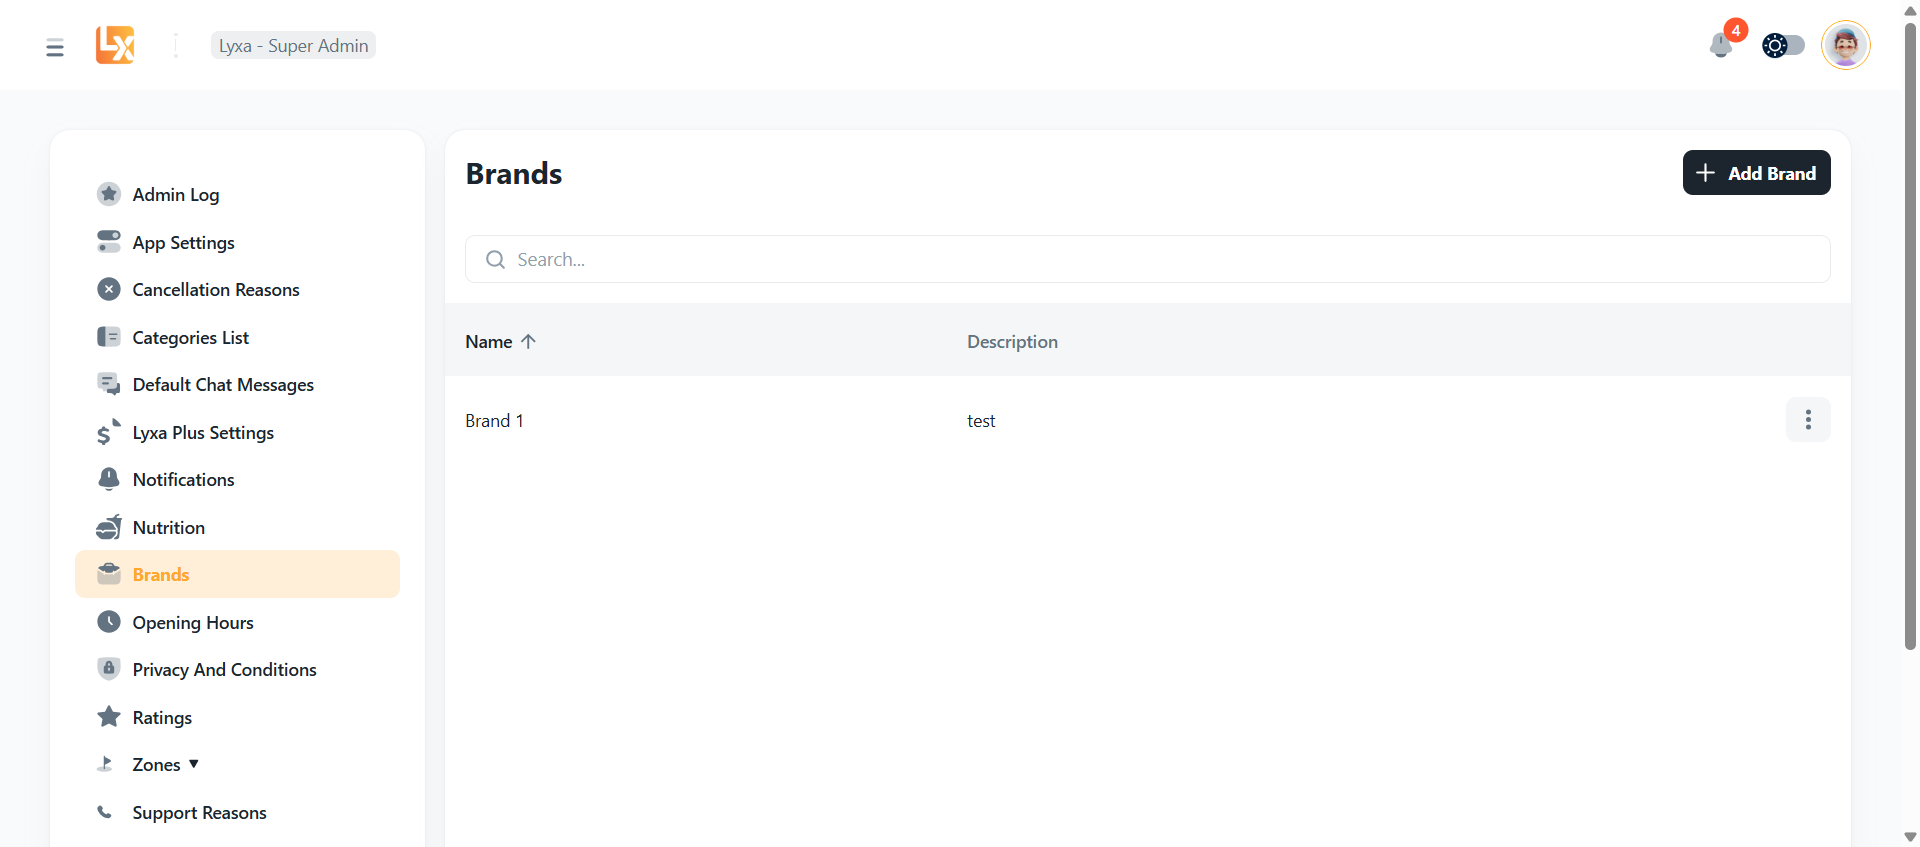 LX
Lyxa - Super Admin
4
Admin Log
App Settings
Cancellation Reasons
Categories List
Default Chat Messages
Lyxa Plus Settings
Notifications
Nutrition
Brands
Opening Hours
Privacy And Conditions
Ratings
Zones
Support Reasons
Brands
Add Brand
Search...
Name
Description
Brand 1
test